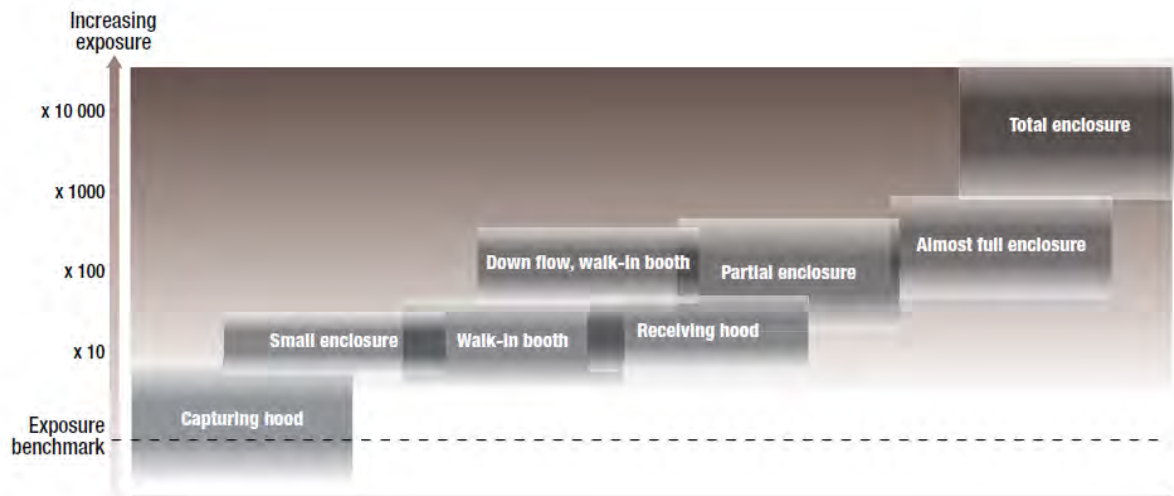 Increasing
exposure
x 10 000
Total enclosure
x 1000
Almost full enclosure
Down flow, walk-in booth
Partial enclosure
x 100
Receiving hood
Small enclosure
Walk-in booth
x 10
Capturing hood
Exposure
benchmark